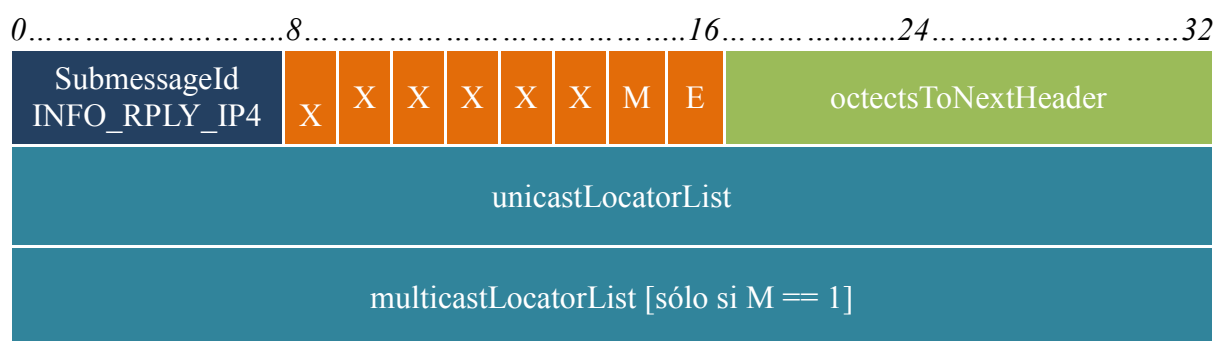 0…………….……..8…………………………………..16…………….......24…......…………………32
SubmessageId
INFO_RPLY_IP4
X X X X X X M E
octectsToNextHeader
unicastLocatorList
multicastLocatorList [sólo si M == 1]